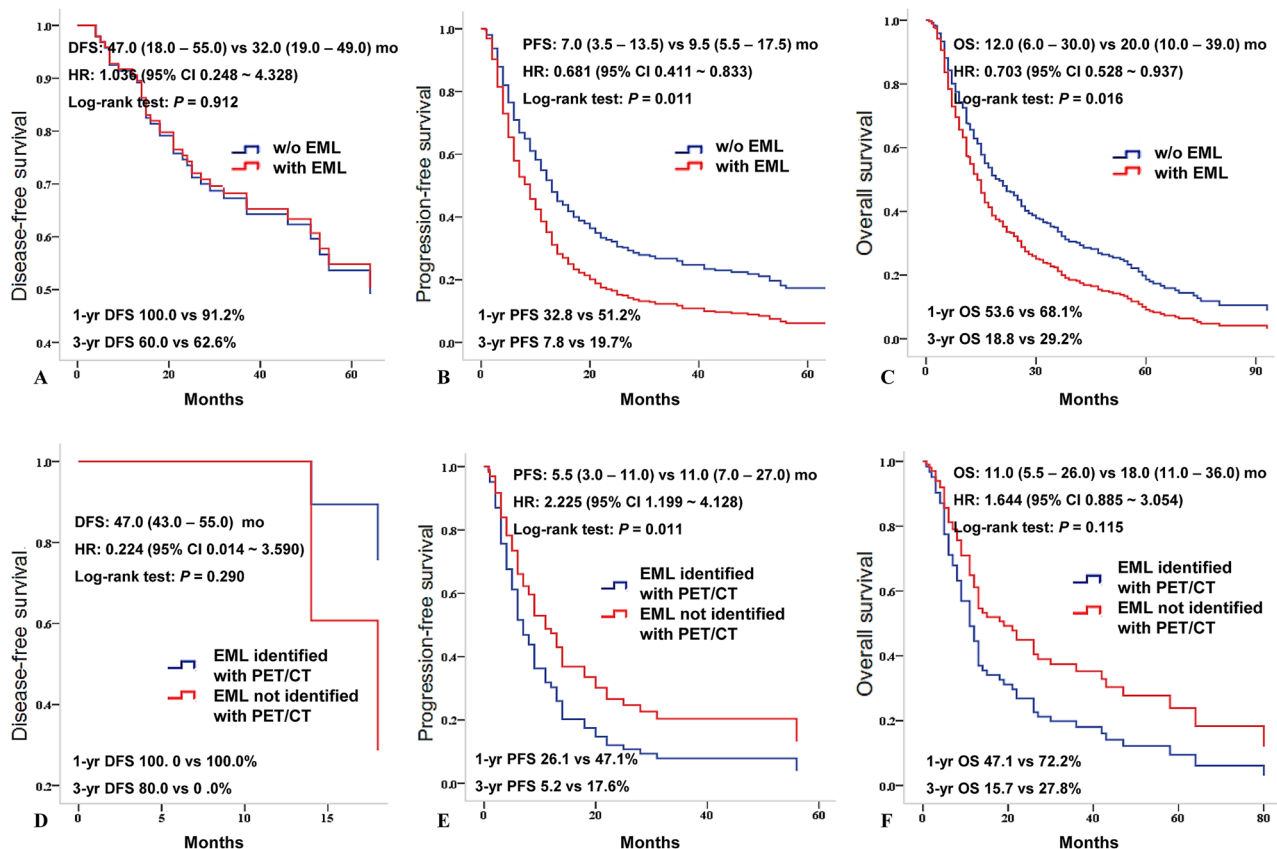 DFS: 47.0 (18.0 – 55.0) vs 32.0 (19.0 – 49.0) mo
HR: 1.036 (95% CI 0.248 ~ 4.328)
Log-rank test: P = 0.912
w/o EML
with EML
1-yr DFS 100.0 vs 91.2%
3-yr DFS 60.0 vs 62.6%
Disease-free survival
1.0
0.9
0.8
0.7
0.6
0.5
0.4
0
20
40
60
A
Months
PFS: 7.0 (3.5 – 13.5) vs 9.5 (5.5 – 17.5) mo
HR: 0.681 (95% CI 0.411 ~ 0.833)
Log-rank test: P = 0.011
w/o EML
with EML
1-yr PFS 32.8 vs 51.2%
3-yr PFS 7.8 vs 19.7%
Progression-free survival
1.0
0.8
0.6
0.4
0.2
0.0
0
20
40
60
B
Months
OS: 12.0 (6.0 – 30.0) vs 20.0 (10.0 – 39.0) mo
HR: 0.703 (95% CI 0.528 ~ 0.937)
Log-rank test: P = 0.016
w/o EML
with EML
1-yr OS 53.6 vs 68.1%
3-yr OS 18.8 vs 29.2%
Overall survival
1.0
0.8
0.6
0.4
0.2
0.0
0
30
60
90
C
Months
DFS: 47.0 (43.0 – 55.0) mo
HR: 0.224 (95% CI 0.014 ~ 3.590)
Log-rank test: P = 0.290
EML identified
with PET/CT
EML not identified
with PET/CT
1-yr DFS 100. 0 vs 100.0%
3-yr DFS 80.0 vs 0 .0%
Disease-free survival
1.0
0.8
0.6
0.4
0.2
0
5
10
15
D
Months
PFS: 5.5 (3.0 – 11.0) vs 11.0 (7.0 – 27.0) mo
HR: 2.225 (95% CI 1.199 ~ 4.128)
Log-rank test: P = 0.011
EML identified
with PET/CT
EML not identified
with PET/CT
1-yr PFS 26.1 vs 47.1%
3-yr PFS 5.2 vs 17.6%
Progression-free survival
1.0
0.8
0.6
0.4
0.2
0.0
0
20
40
60
E
Months
OS: 11.0 (5.5 – 26.0) vs 18.0 (11.0 – 36.0) mo
HR: 1.644 (95% CI 0.885 ~ 3.054)
Log-rank test: P = 0.115
EML identified
with PET/CT
EML not identified
with PET/CT
1-yr OS 47.1 vs 72.2%
3-yr OS 15.7 vs 27.8%
Overall survival
1.0
0.8
0.6
0.4
0.2
0.0
0
20
40
60
80
F
Months